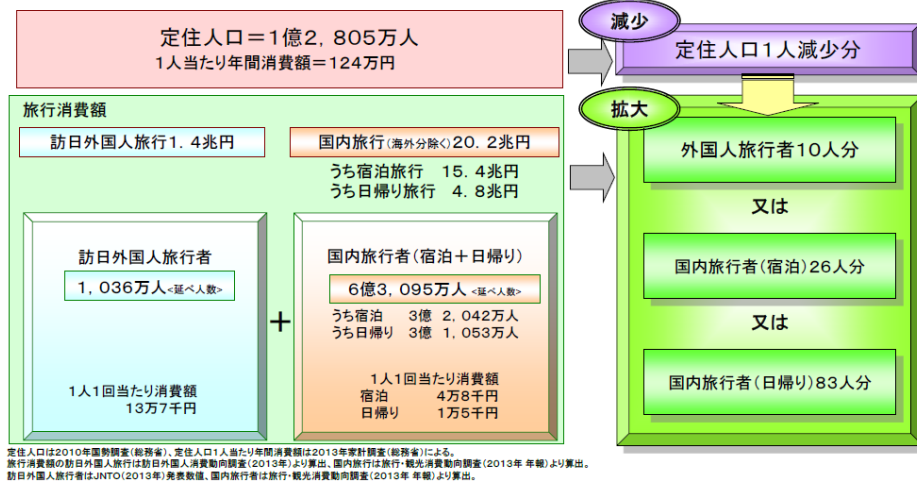 定住人口＝1億2，805万人
1人当たり年間消費額＝124万円
減少
定住人口1人減少分
旅行消費額
訪日外国人旅行1．4兆円
国内旅行（海外分除く）20．2兆円
うち宿泊旅行　15．4兆円
うち日帰り旅行　4．8兆円
訪日外国人旅行者
1，036万人<延べ人数>
1人1回当たり消費額
13万7千円
＋
国内旅行者（宿泊＋日帰り）
6億3，095万人 <延べ人数>
うち宿泊　3億 2，042万人
うち日帰り　3億 1，053万人
1人1回当たり消費額
宿泊　4万8千円
日帰り　1万5千円
拡大
外国人旅行者10人分
又は
国内旅行者（宿泊）26人分
又は
国内旅行者（日帰り）83人分
定住人口は2010年国勢調査（総務省）、定住人口1人当たり年間消費額は2013年家計調査（総務省）による。
旅行消費額の訪日外国人旅行は訪日外国人消費動向調査（2013年）より算出、国内旅行は旅行・観光消費動向調査（2013年 年報）より算出。
訪日外国人旅行者はJNTO（2013年）発表数値、国内旅行者は旅行・観光消費動向調査（2013年 年報）より算出。